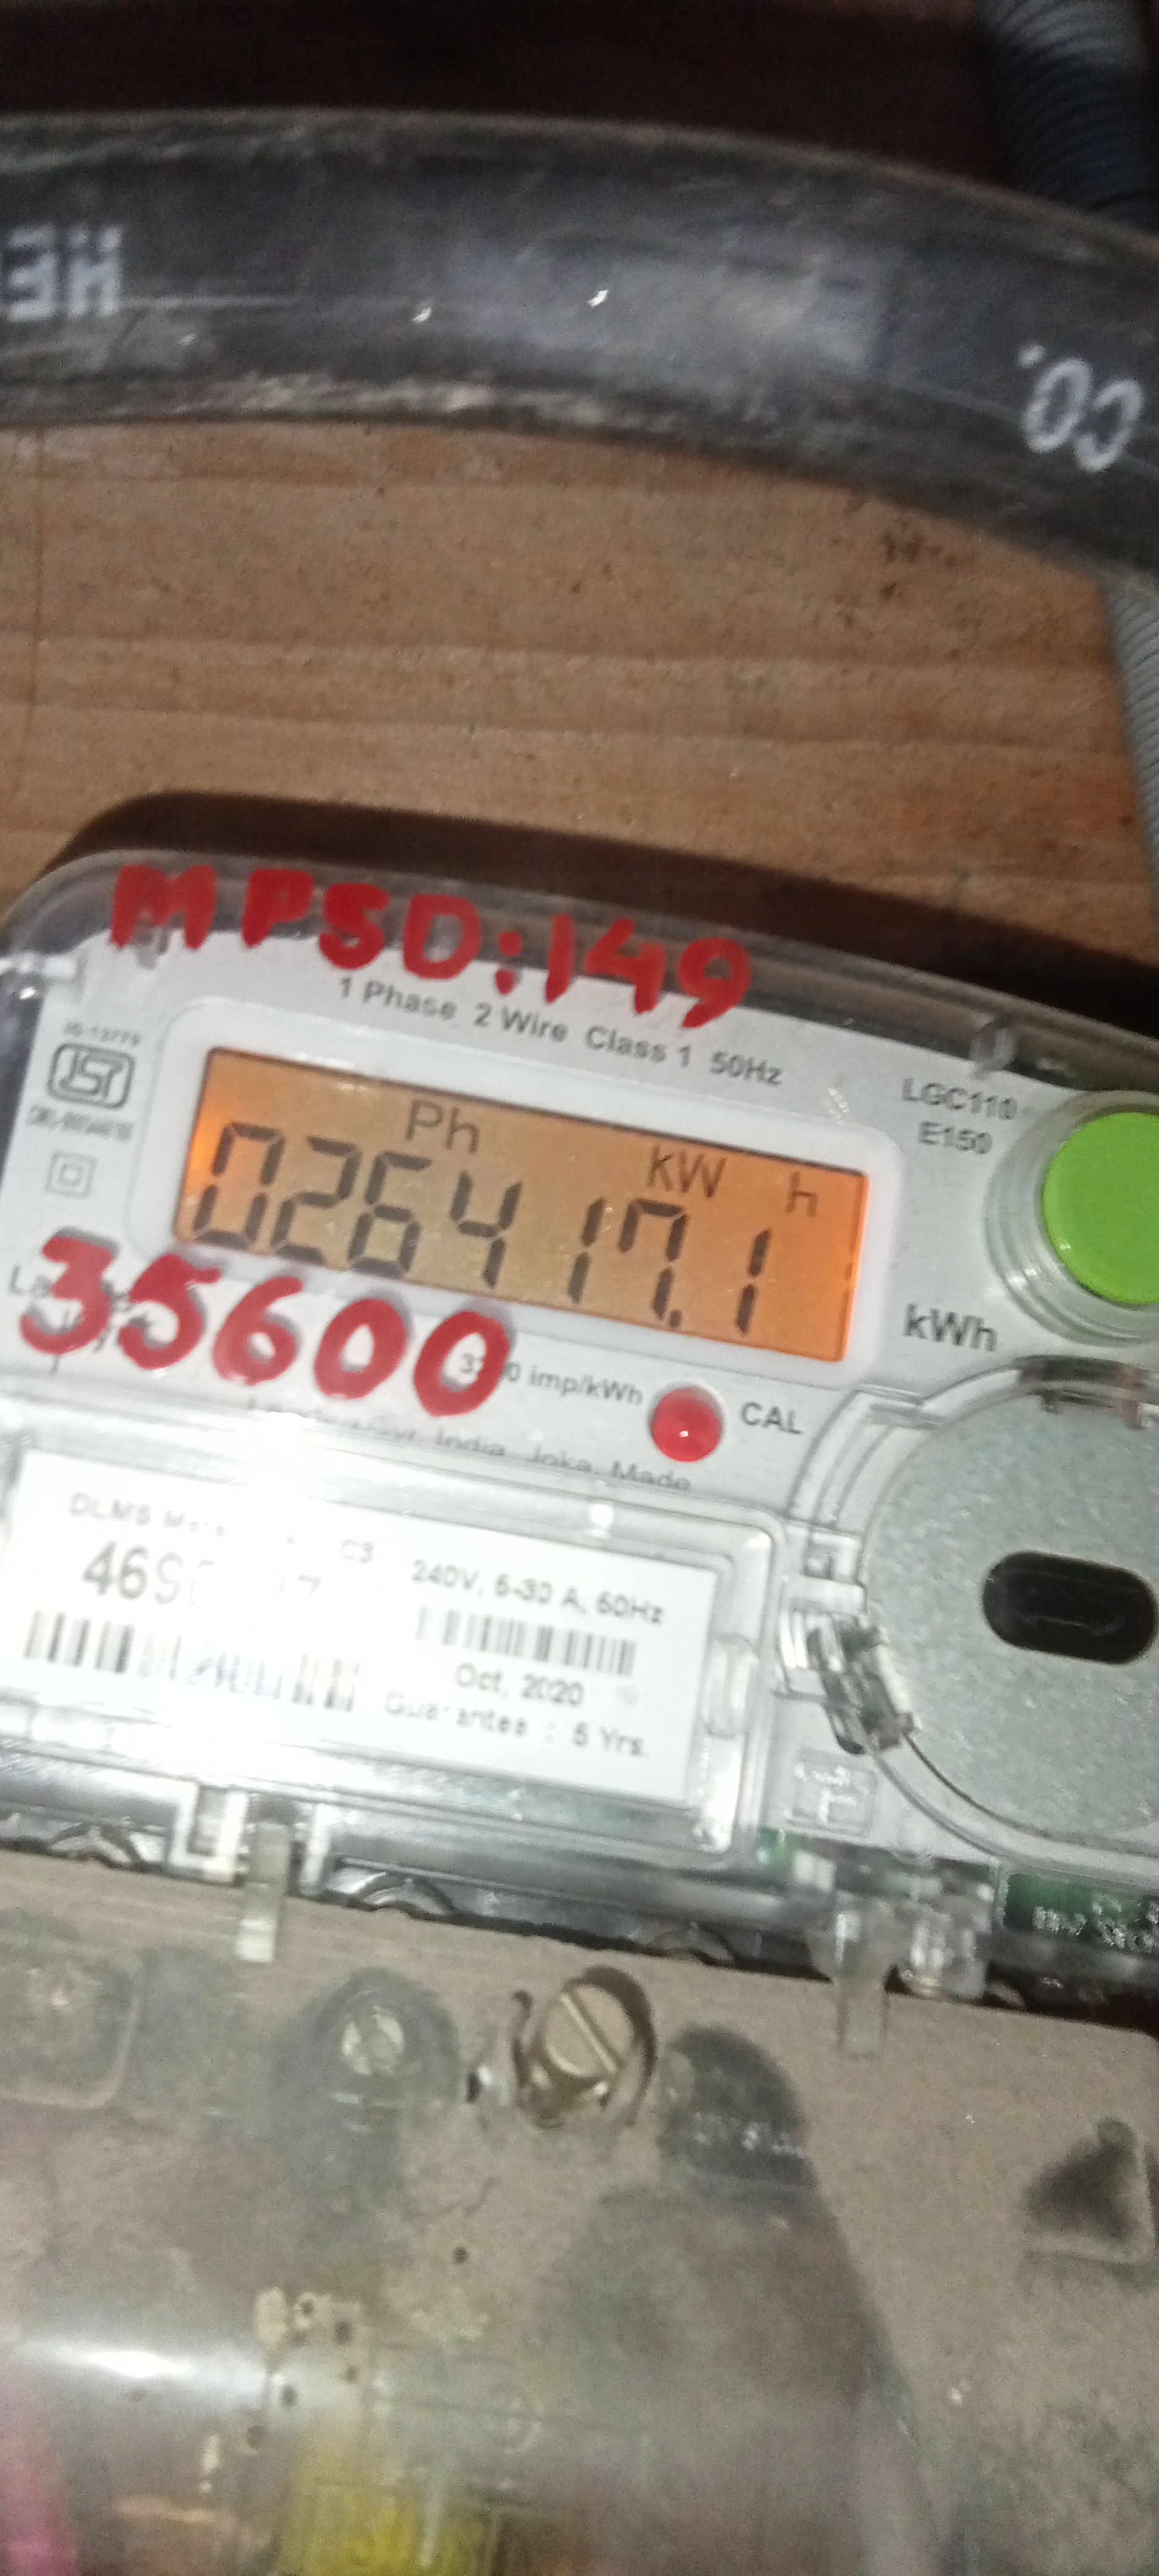 CO.
MPSD:149
1 Phase 2 Wire Class 1 50Hz
LGC110
E150
Ph kW h
026417.1
kWh
35600
imp/kWh
CAL
India, Joka, Made
DLMS C3
240V, 5-30 A, 50Hz
Oct, 2020
Guarantee : 5 Yrs.